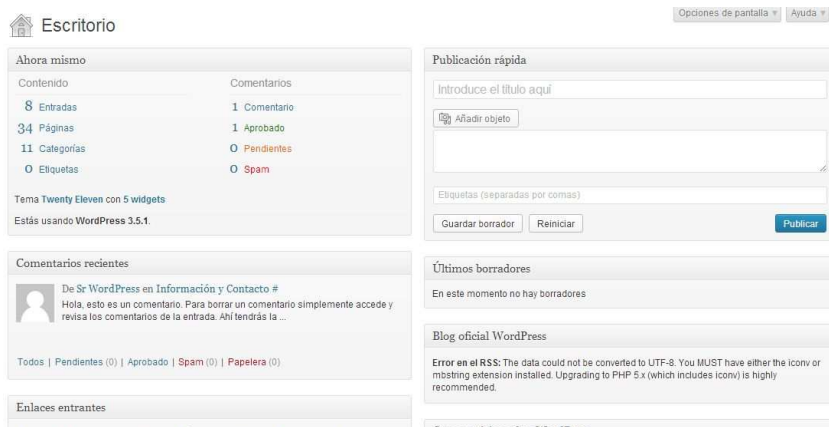 Opciones de pantalla Ayuda
Escritorio
Ahora mismo
Contenido Comentarios
8 Entradas 1 Comentario
34 Páginas 1 Aprobado
11 Categorías 0 Pendientes
0 Etiquetas 0 Spam
Tema Twenty Eleven con 5 widgets
Estás usando WordPress 3.5.1.
Comentarios recientes
De Sr WordPress en Información y Contacto #
Hola, esto es un comentario. Para borrar un comentario simplemente accede y
revisa los comentarios de la entrada. Ahí tendrás la ...
Todos | Pendientes (0) | Aprobado | Spam (0) | Papelera (0)
Enlaces entrantes
Publicación rápida
Introduce el título aquí
Añadir objeto
Etiquetas (separadas por comas)
Guardar borrador Reiniciar Publicar
Últimos borradores
En este momento no hay borradores
Blog oficial WordPress
Error en el RSS: The data could not be converted to UTF-8. You MUST have either the iconv or
mbstring extension installed. Upgrading to PHP 5.x (which includes iconv) is highly
recommended.